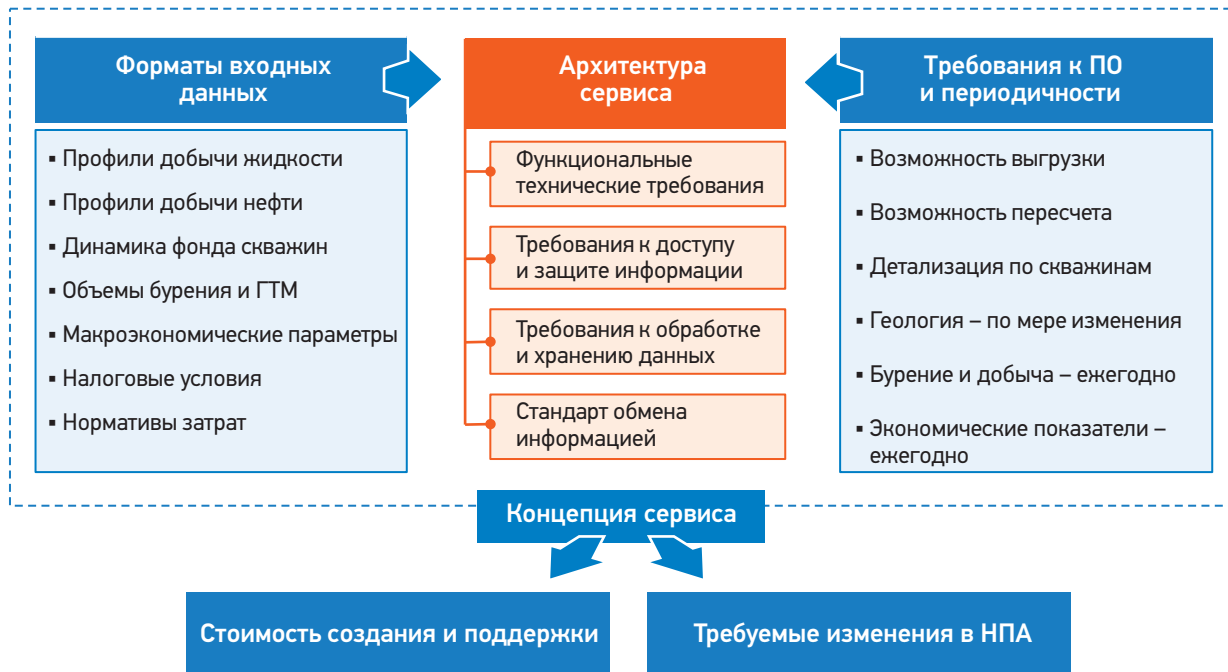 Форматы входных
данных
▪ Профили добычи жидкости
▪ Профили добычи нефти
▪ Динамика фонда скважин
▪ Объемы бурения и ГТМ
▪ Макроэкономические параметры
▪ Налоговые условия
▪ Нормативы затрат
Архитектура
сервиса
Функциональные
технические требования
Требования к доступу
и защите информации
Требования к обработке
и хранению данных
Стандарт обмена
информацией
Требования к ПО
и периодичности
▪ Возможность выгрузки
▪ Возможность пересчета
▪ Детализация по скважинам
▪ Геология – по мере изменения
▪ Бурение и добыча – ежегодно
▪ Экономические показатели –
ежегодно
Концепция сервиса
Стоимость создания и поддержки
Требуемые изменения в НПА